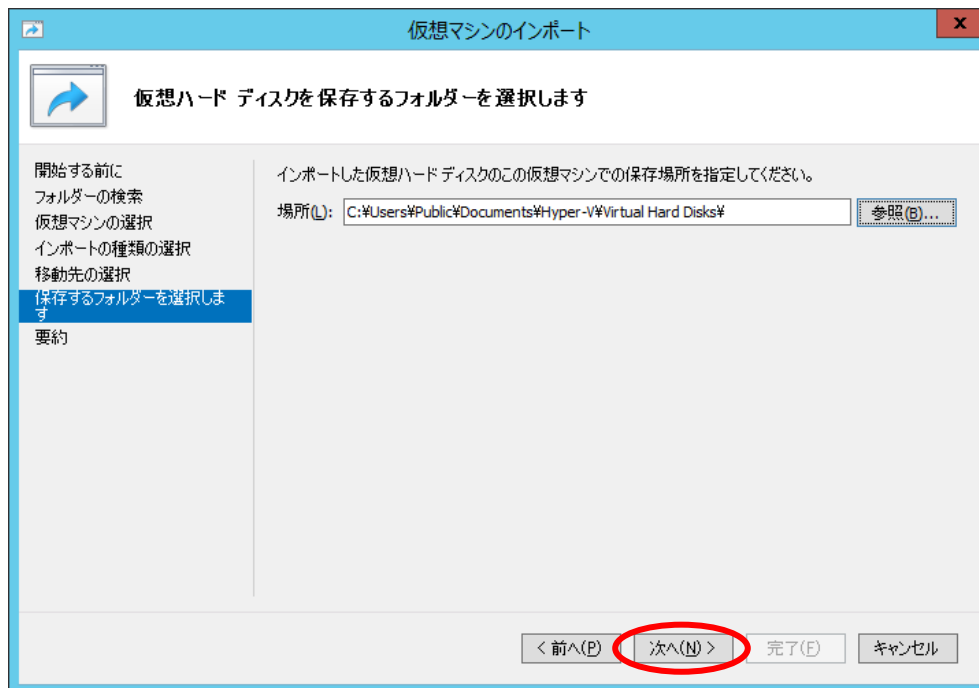 仮想マシンのインポート
x
仮想ハード ディスクを保存するフォルダーを選択します
開始する前に
フォルダーの検索
仮想マシンの選択
インポートの種類の選択
移動先の選択
保存するフォルダーを選択しま
す
要約
インポートした仮想ハード ディスクのこの仮想マシンでの保存場所を指定してください。
場所(L): C:¥Users¥Public¥Documents¥Hyper-V¥Virtual Hard Disks¥ 参照(B)...
< 前へ(P) 次へ(N) > 完了(F) キャンセル